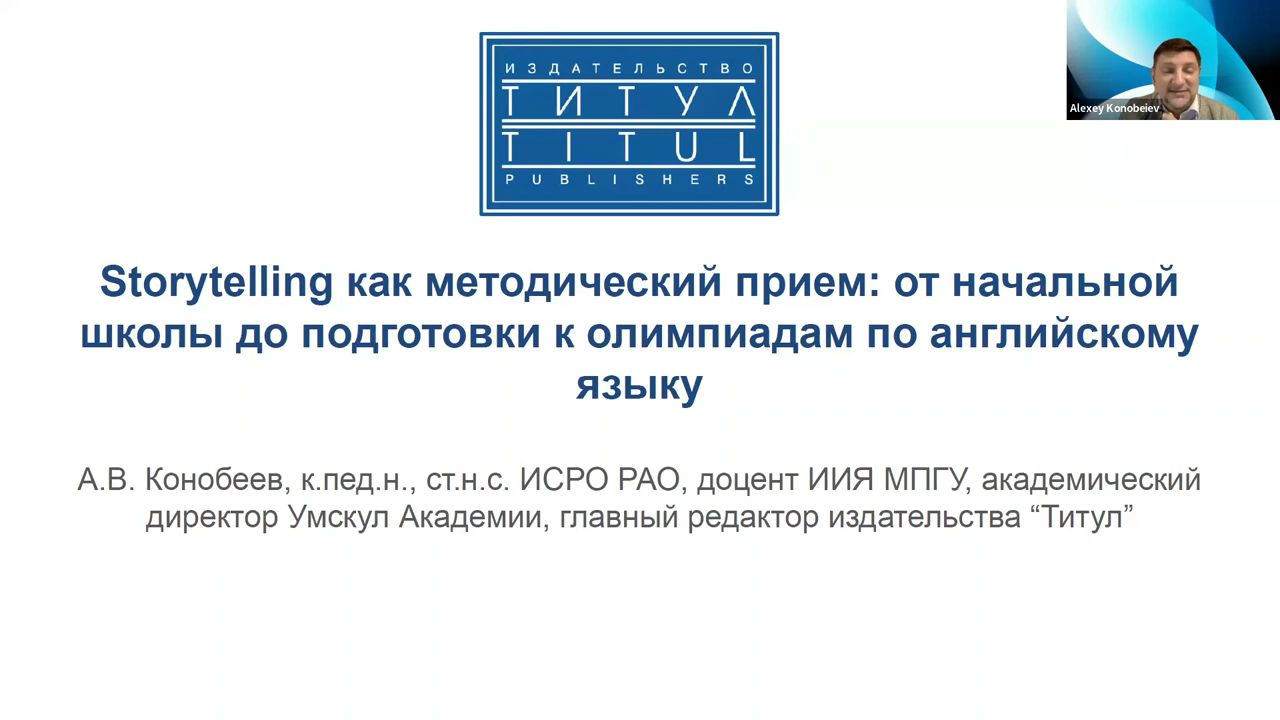 ИЗДАТЕЛЬСТВО
ТИТУЛ
TITUL
PUBLISHERS
Alexey Konobeiev
Storytelling как методический прием: от начальной
школы до подготовки к олимпиадам по английскому
языку
А.В. Конобеев, к.пед.н., ст.н.с. ИСРО РАО, доцент ИИЯ МПГУ, академический
директор Умскул Академии, главный редактор издательства “Титул”